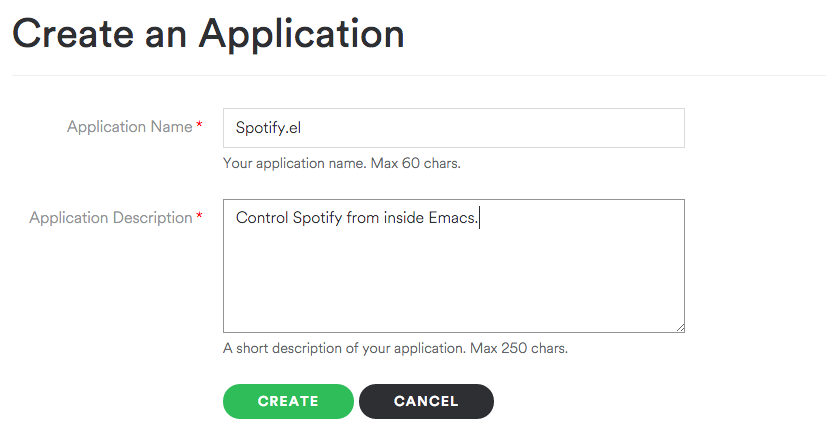 Create an Application
Application Name *
Spotify.el
Your application name. Max 60 chars.
Application Description *
Control Spotify from inside Emacs.
A short description of your application. Max 250 chars.
CREATE CANCEL